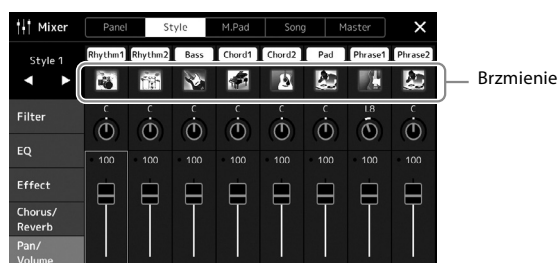 Mixer Panel Style M.Pad Song Master
Style 1 Rhythm1 Rhythm2 Bass Chord1 Chord2 Pad Phrase1 Phrase2
Brzmienie
Filter C C C C C C L8 C
EQ
100 100 100 100 100 100 100 100
Effect
Chorus/
Reverb
Pan/
Volume